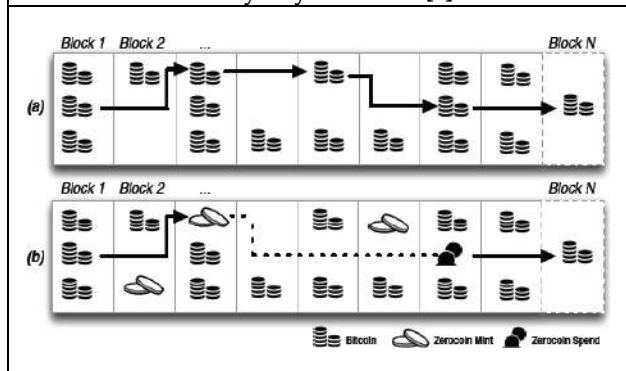 Block 1 Block 2 ... Block N
(a)
Block 1 Block 2 ... Block N
(b)
Bitcoin Zerocoin Mint Zerocoin Spend